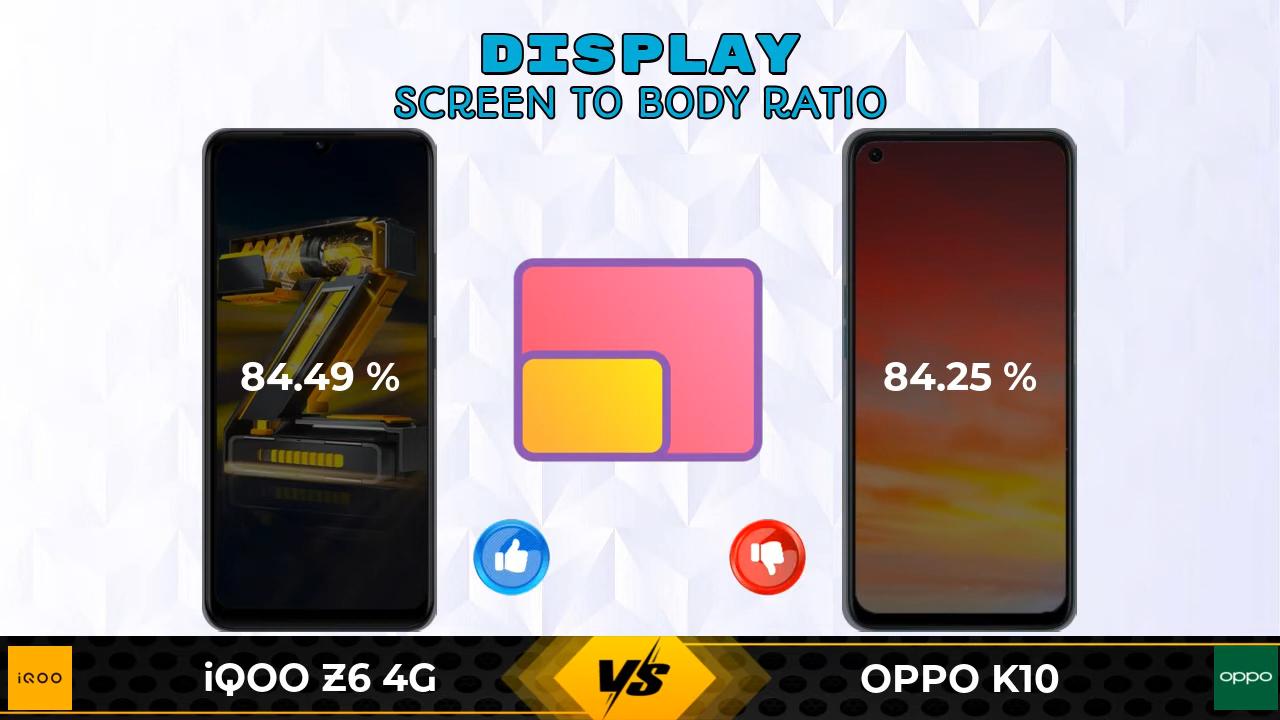 DISPLAY
SCREEN TO BODY RATIO
84.49 %
84.25 %
iQOO
iQOO Z6 4G
VS
OPPO K10
oppo